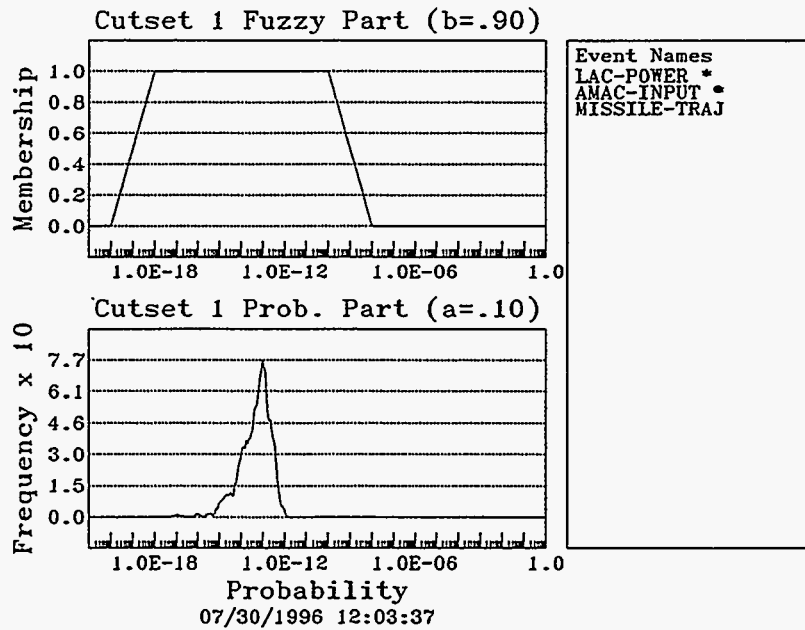 Cutset 1 Fuzzy Part (b=.90)
Membership
1.0
0.8
0.6
0.4
0.2
0.0
1.0E-18 1.0E-12 1.0E-06 1.0
Cutset 1 Prob. Part (a=.10)
Frequency x 10
7.7
6.1
4.6
3.0
1.5
0.0
1.0E-18 1.0E-12 1.0E-06 1.0
Probability
07/30/1996 12:03:37
Event Names
LAC-POWER *
AMAC-INPUT *
MISSILE-TRAJ